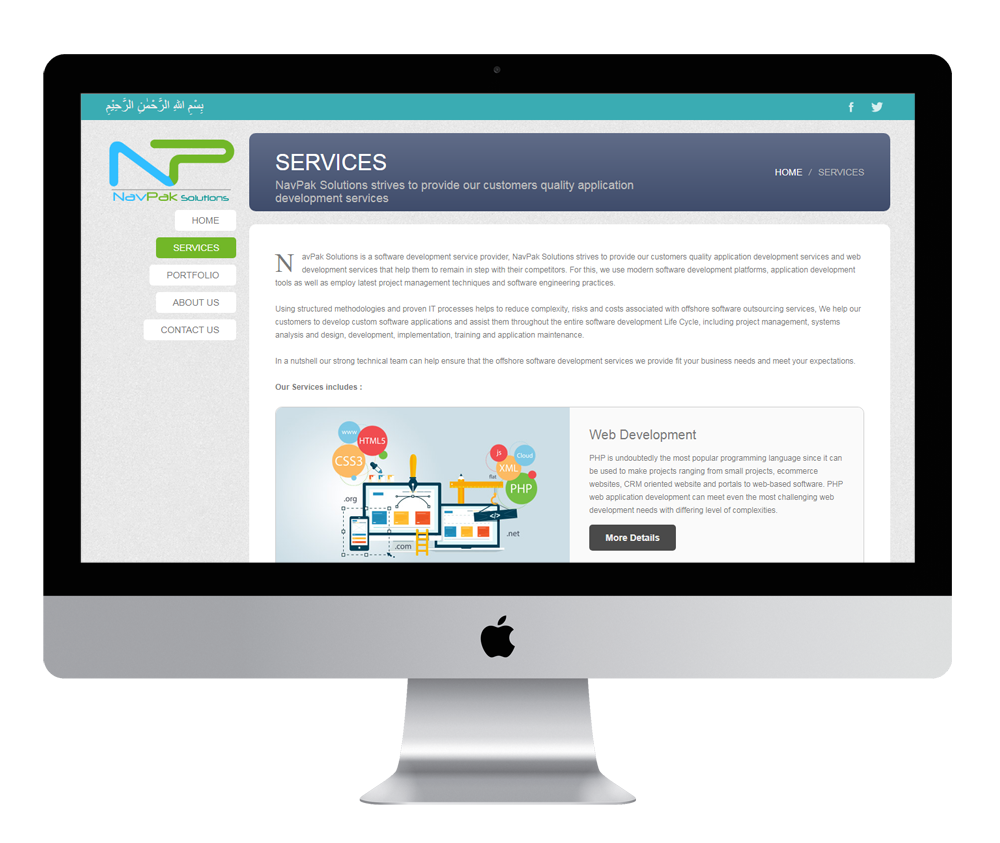 بِسْمِ اللهِ الرَّحْمٰنِ الرَّحِيْمِ
NavPak Solutions
HOME
SERVICES
PORTFOLIO
ABOUT US
CONTACT US
SERVICES
NavPak Solutions strives to provide our customers quality application
development services
HOME / SERVICES
NavPak Solutions is a software development service provider, NavPak Solutions strives to provide our customers quality application development services and web
development services that help them to remain in step with their competitors. For this, we use modern software development platforms, application development
tools as well as employ latest project management techniques and software engineering practices.
Using structured methodologies and proven IT processes helps to reduce complexity, risks and costs associated with offshore software outsourcing services, We help our
customers to develop custom software applications and assist them throughout the entire software development Life Cycle, including project management, systems
analysis and design, development, implementation, training and application maintenance.
In a nutshell our strong technical team can help ensure that the offshore software development services we provide fit your business needs and meet your expectations.
Our Services includes :
www
HTML5
CSS3
.org
.com
js
Cloud
XML
flat
PHP
</>
.net
Web Development
PHP is undoubtedly the most popular programming language since it can
be used to make projects ranging from small projects, ecommerce
websites, CRM oriented website and portals to web-based software. PHP
web application development can meet even the most challenging web
development needs with differing level of complexities.
More Details